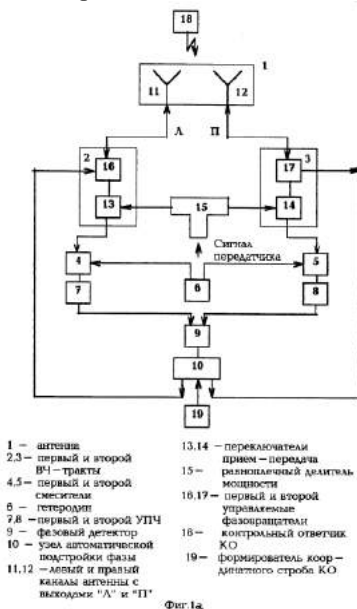 18
1
11
12
Л
П
2
16
17
3
13
15
14
Сигнал
передатчика
4
6
5
7
8
9
10
19
1 – антенна
2,3 – первый и второй
ВЧ – тракты
4,5 – первый и второй
смесители
6 – гетеродин
7,8 – первый и второй УПЧ
9 – фазовый детектор
10 – узел автоматической
подстройки фазы
11,12 – левый и правый
каналы антенны с
выходами "Л" и "П"
13,14 – переключатели
прием – передача
15 – равноплечный делитель
мощности
16,17 – первый и второй
управляемые
фазовращатели
18 – контрольный ответчик
КО
19 – формирователь коор –
динатного строба КО
Фиг.1а